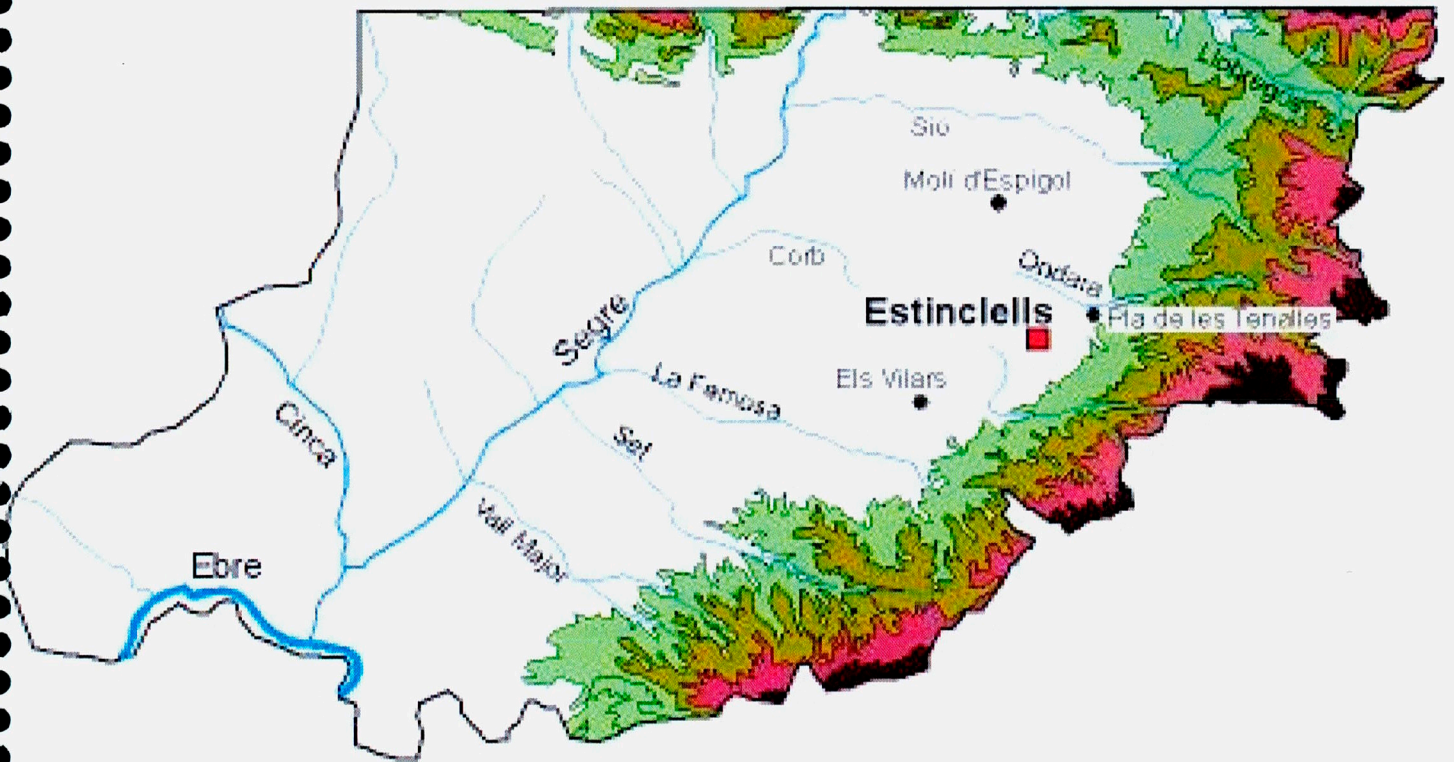 Llobregós
Sió
Molí d'Espigol
Corb
Ondara
Estinclells
Pla de les Tenalles
Segre
La Femosa
Els Vilars
Cinca
Set
Vall Major
Ebre